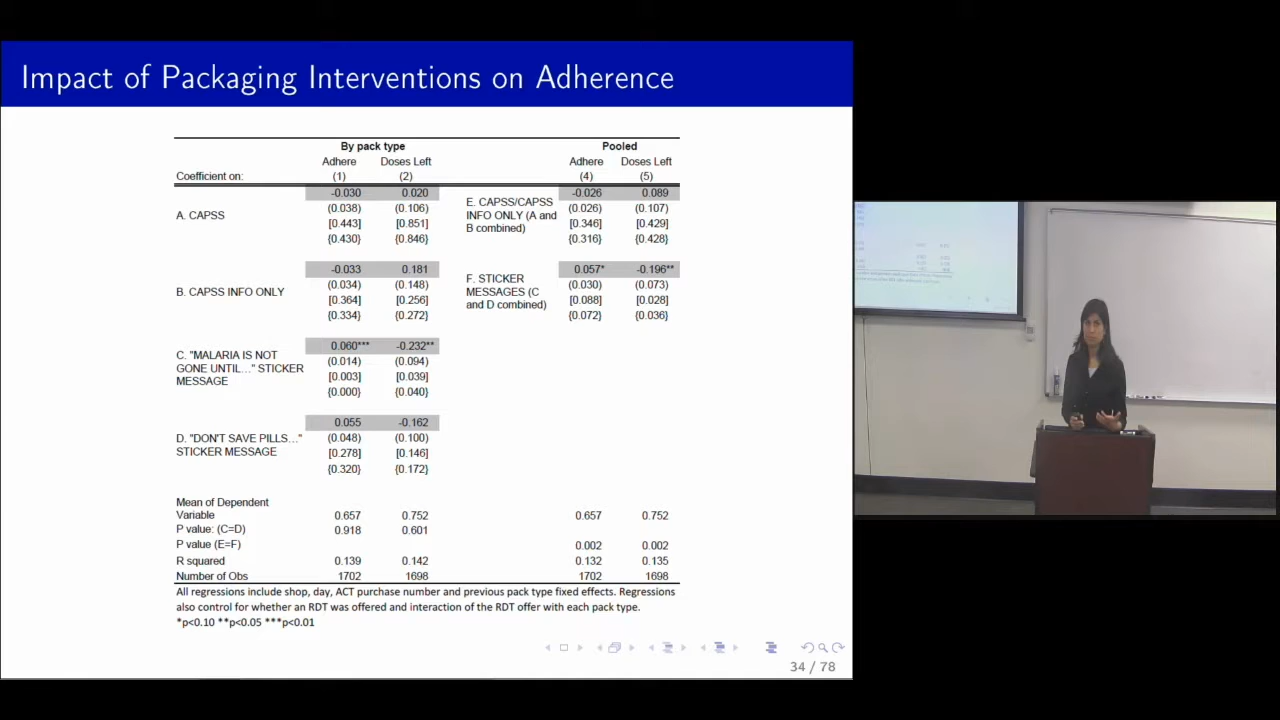 Impact of Packaging Interventions on Adherence
By pack type Pooled
Adhere Doses Left Adhere Doses Left
Coefficient on: (1) (2) (4) (5)
A. CAPSS
-0.030 0.020
(0.038) (0.106)
[0.443] [0.851]
{0.430} {0.846}
E. CAPSS/CAPSS
INFO ONLY (A and
B combined)
-0.026 0.089
(0.026) (0.107)
[0.346] [0.429]
{0.316} {0.428}
B. CAPSS INFO ONLY
-0.033 0.181
(0.034) (0.148)
[0.364] [0.256]
{0.334} {0.272}
F. STICKER
MESSAGES (C
and D combined)
0.057* -0.196**
(0.030) (0.073)
[0.088] [0.028]
{0.072} {0.036}
C. "MALARIA IS NOT
GONE UNTIL..." STICKER
MESSAGE
0.060*** -0.232**
(0.014) (0.094)
[0.003] [0.039]
{0.000} {0.040}
D. "DON'T SAVE PILLS..."
STICKER MESSAGE
0.055 -0.162
(0.048) (0.100)
[0.278] [0.146]
{0.320} {0.172}
Mean of Dependent
Variable 0.657 0.752 0.657 0.752
P value: (C=D) 0.918 0.601
P value (E=F) 0.002 0.002
R squared 0.139 0.142 0.132 0.135
Number of Obs 1702 1698 1702 1698
All regressions include shop, day, ACT purchase number and previous pack type fixed effects. Regressions
also control for whether an RDT was offered and interaction of the RDT offer with each pack type.
*p<0.10 **p<0.05 ***p<0.01
34 / 78